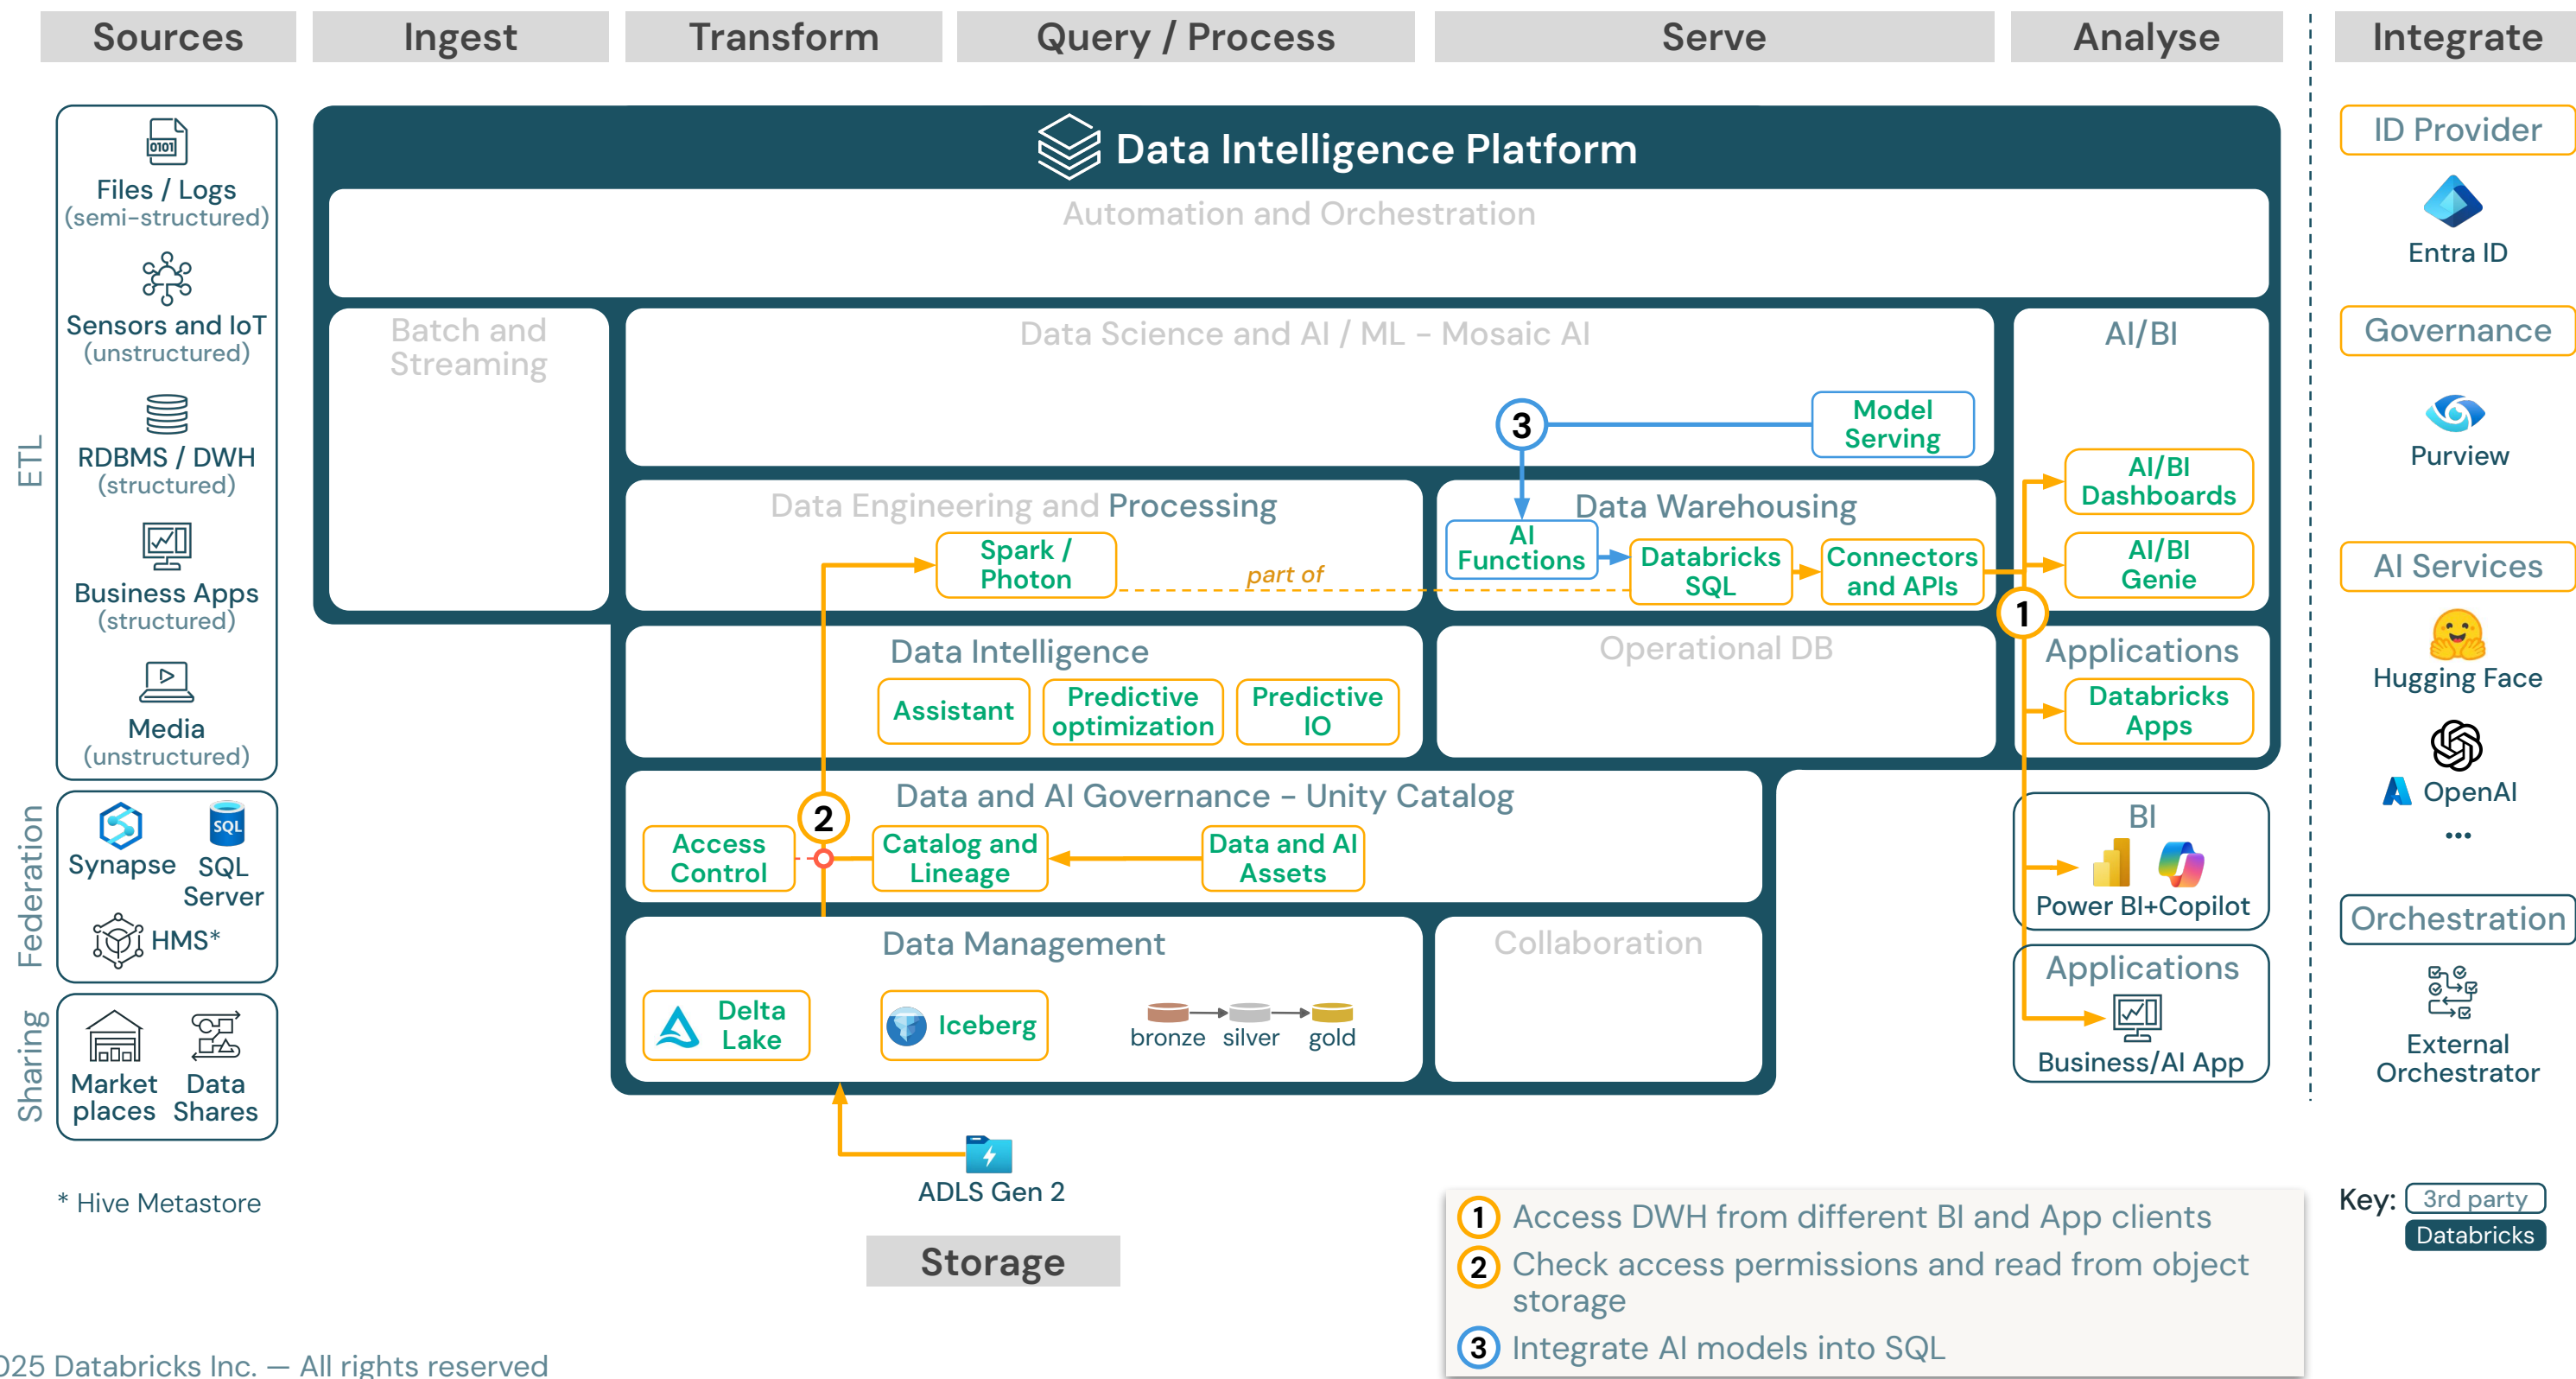 Sources
Ingest
Transform
Query / Process
Serve
Analyse
Integrate
ETL
Files / Logs
(semi-structured)
Sensors and IoT
(unstructured)
RDBMS / DWH
(structured)
Business Apps
(structured)
Media
(unstructured)
Federation
Synapse
SQL
SQL
Server
HMS*
Sharing
Market
places
Data
Shares
* Hive Metastore
Data Intelligence Platform
Automation and Orchestration
Batch and
Streaming
Data Science and AI / ML - Mosaic AI
3
Model
Serving
Data Engineering and Processing
Spark /
Photon
part of
Data Warehousing
AI
Functions
Databricks
SQL
Connectors
and APIs
AI/BI
AI/BI
Dashboards
AI/BI
Genie
1
Data Intelligence
Assistant
Predictive
optimization
Predictive
IO
Operational DB
Applications
Databricks
Apps
Data and AI Governance - Unity Catalog
2
Access
Control
Catalog and
Lineage
Data and AI
Assets
Data Management
Delta
Lake
Iceberg
bronze silver gold
Collaboration
BI
Power BI+Copilot
Applications
Business/AI App
ADLS Gen 2
Storage
ID Provider
Entra ID
Governance
Purview
AI Services
Hugging Face
OpenAI
...
Orchestration
External
Orchestrator
Key: 3rd party
Databricks
1 Access DWH from different BI and App clients
2 Check access permissions and read from object
storage
3 Integrate AI models into SQL
025 Databricks Inc. — All rights reserved